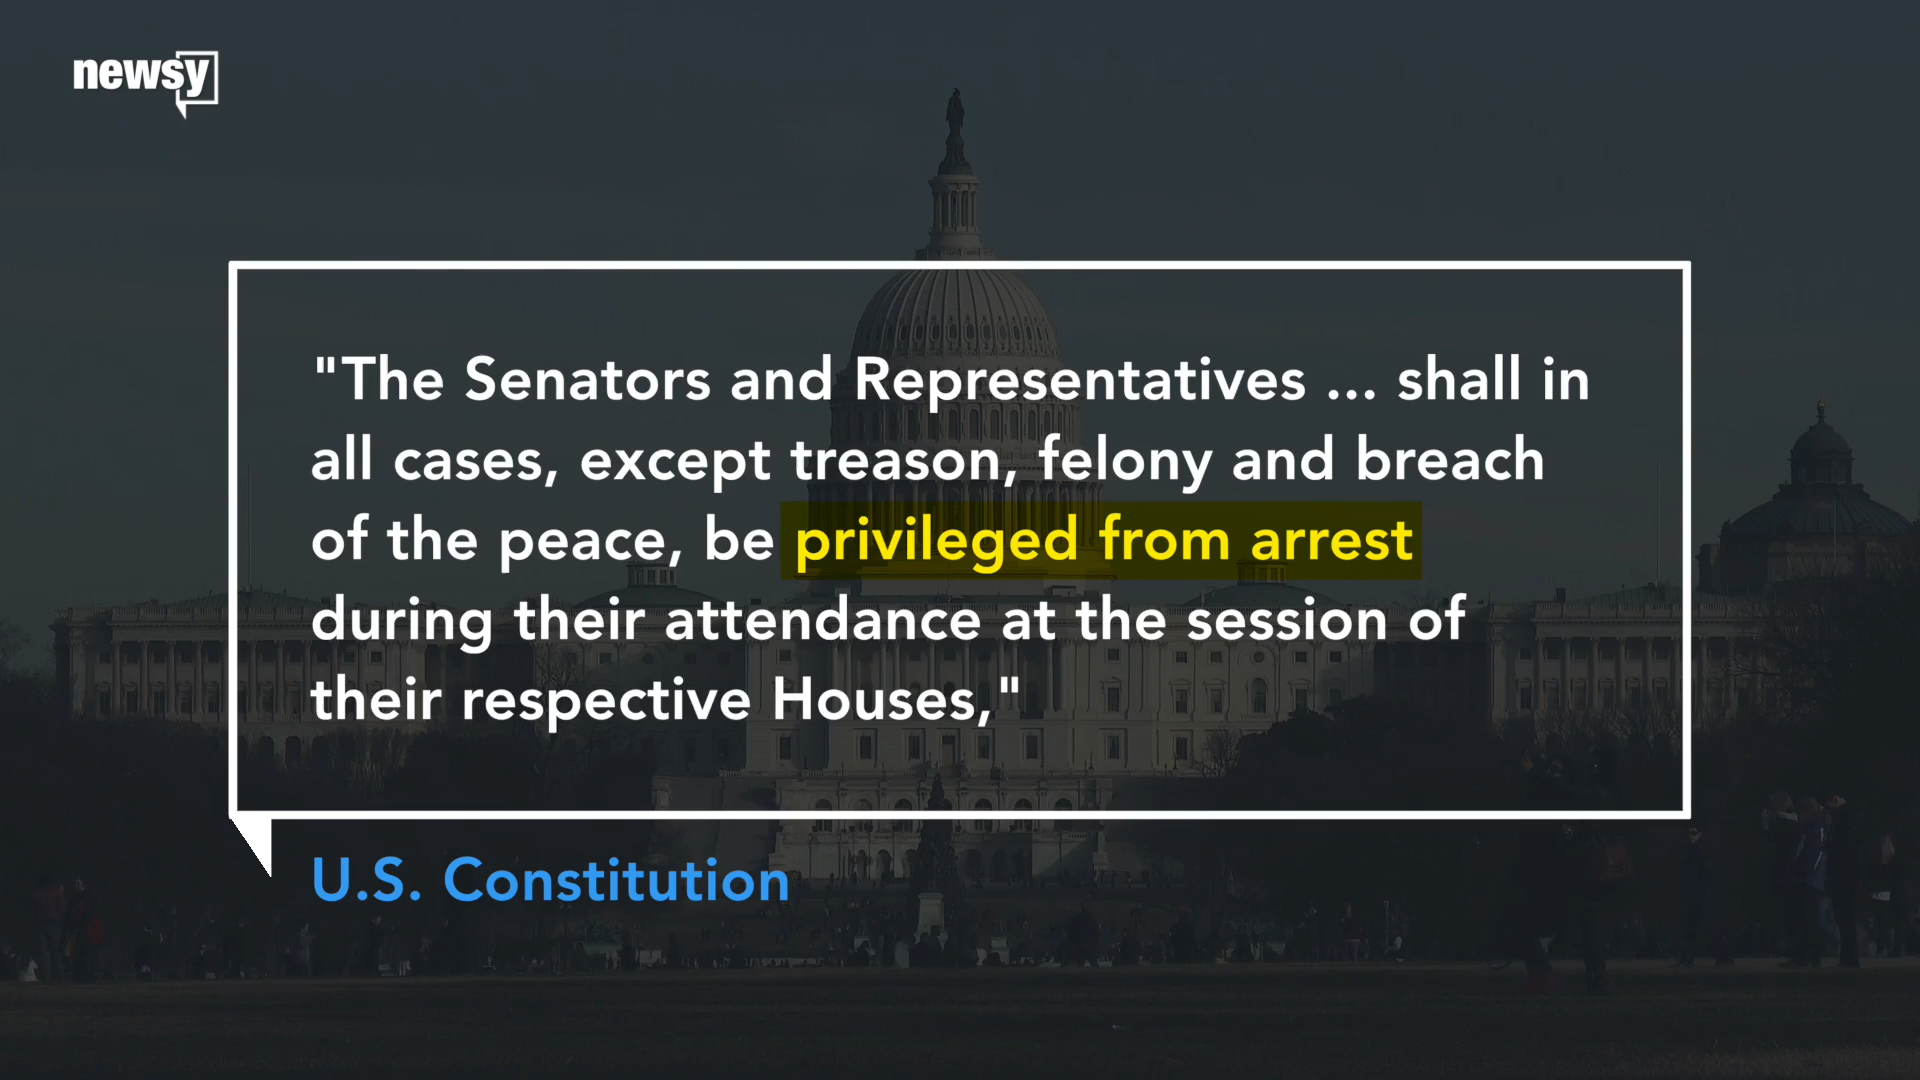 newsy
"The Senators and Representatives ... shall in
all cases, except treason, felony and breach
of the peace, be privileged from arrest
during their attendance at the session of
their respective Houses,"
U.S. Constitution